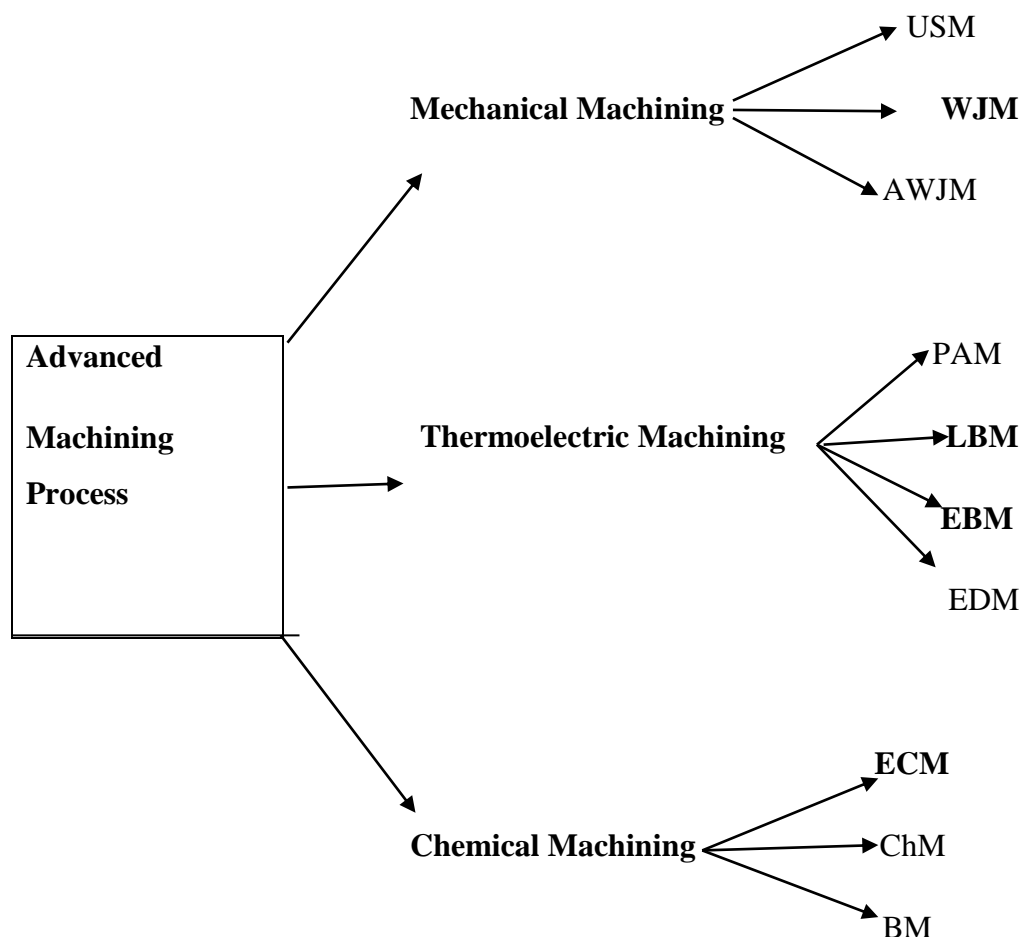 USM
Mechanical Machining
WJM
AWJM
Advanced
Machining
Process
PAM
Thermoelectric Machining
LBM
EBM
EDM
ECM
Chemical Machining
ChM
BM